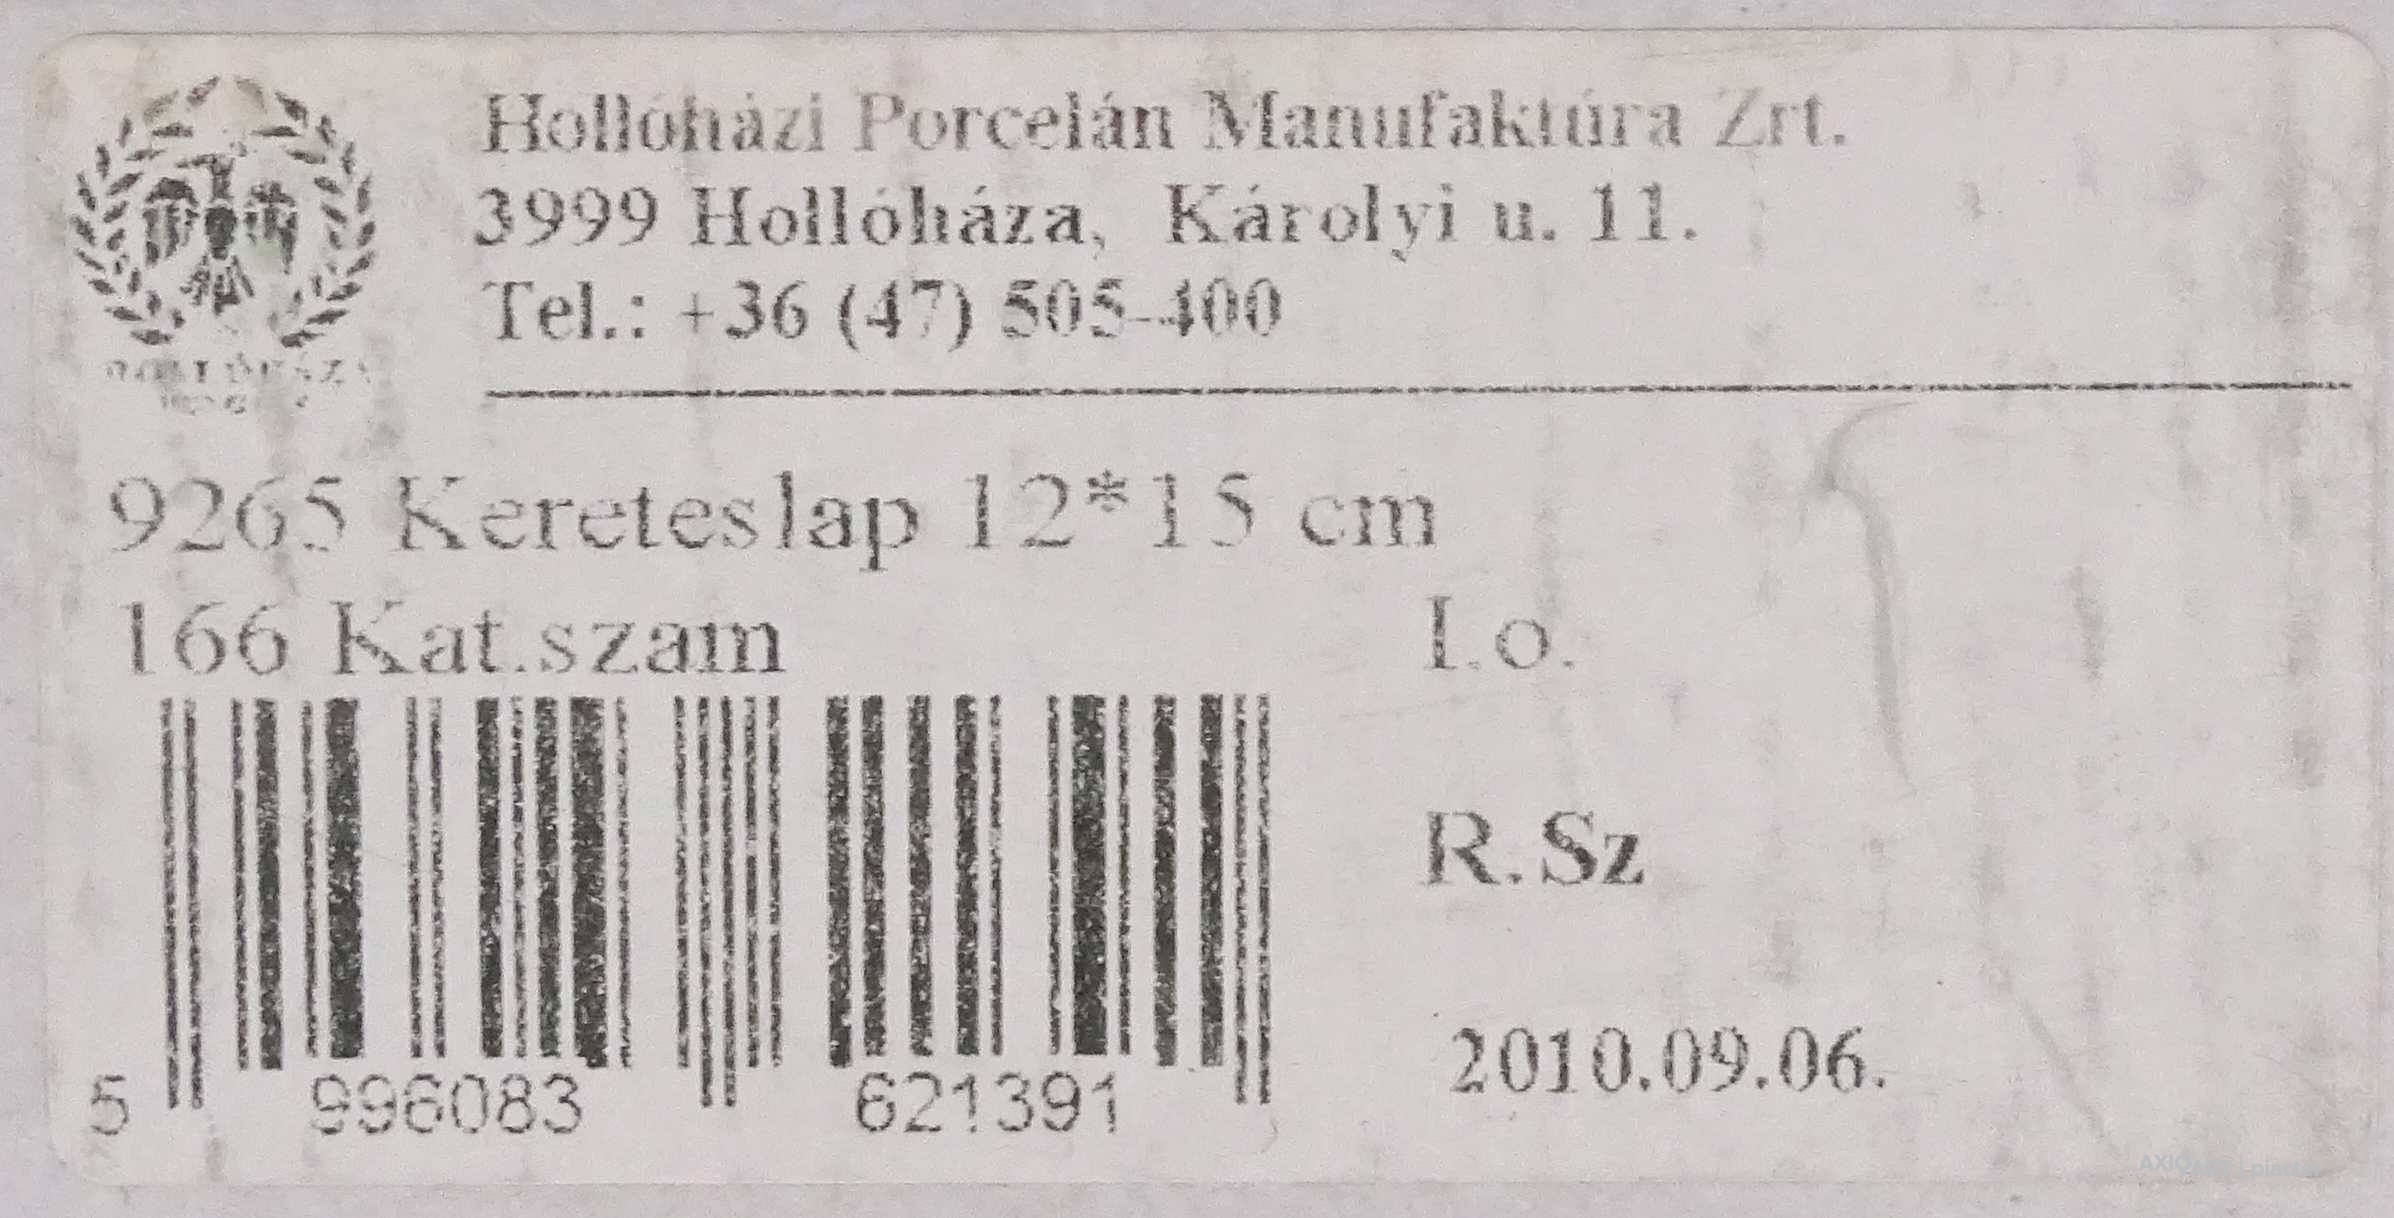 Hollóházi Porcelán Manufaktúra Zrt.
3999 Hollóháza, Károlyi u. 11.
Tel.: +36 (47) 505-400
HOLLÓHÁZA
9265 Kereteslap 12*15 cm
166 Kat.szam
I.o.
R.Sz
2010.09.06.
5 996083 621391